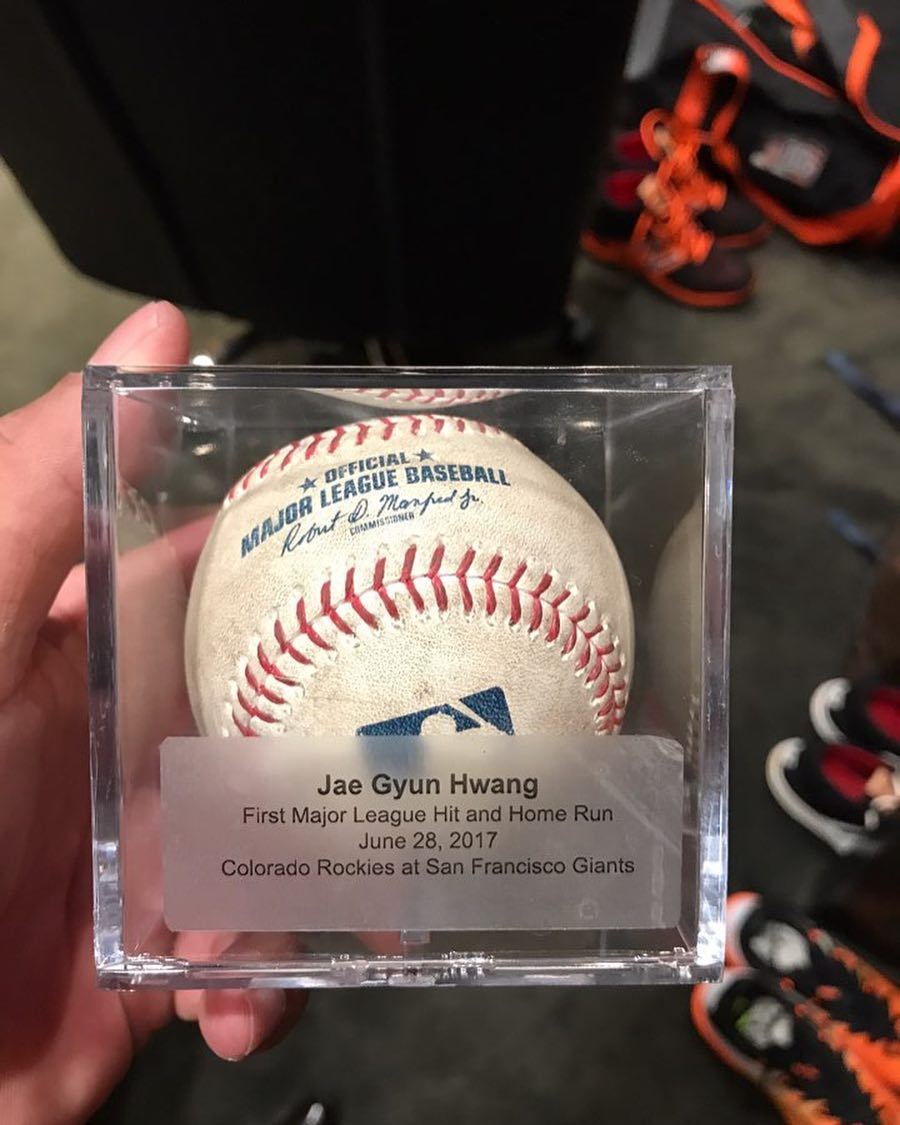 OFFICIAL
MAJOR LEAGUE BASEBALL
Robert D. Manfred Jr.
COMMISSIONER
Jae Gyun Hwang
First Major League Hit and Home Run
June 28, 2017
Colorado Rockies at San Francisco Giants